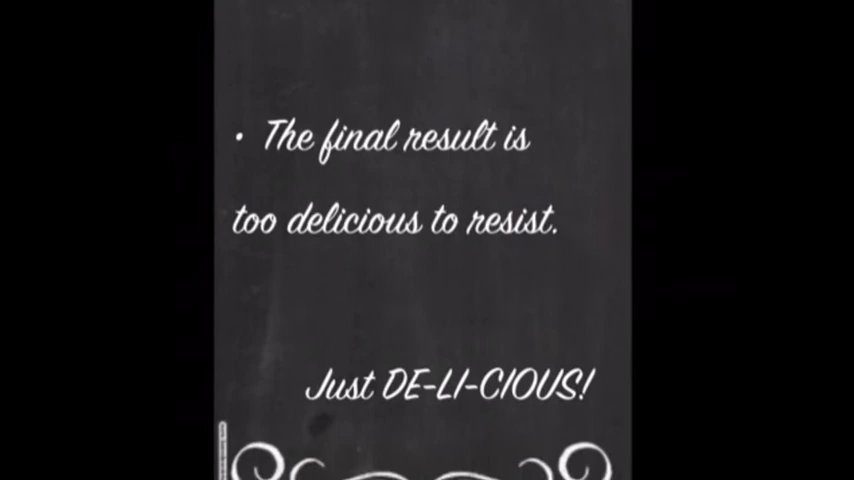 • The final result is
too delicious to resist.
Just DE-LI-CIOUS!